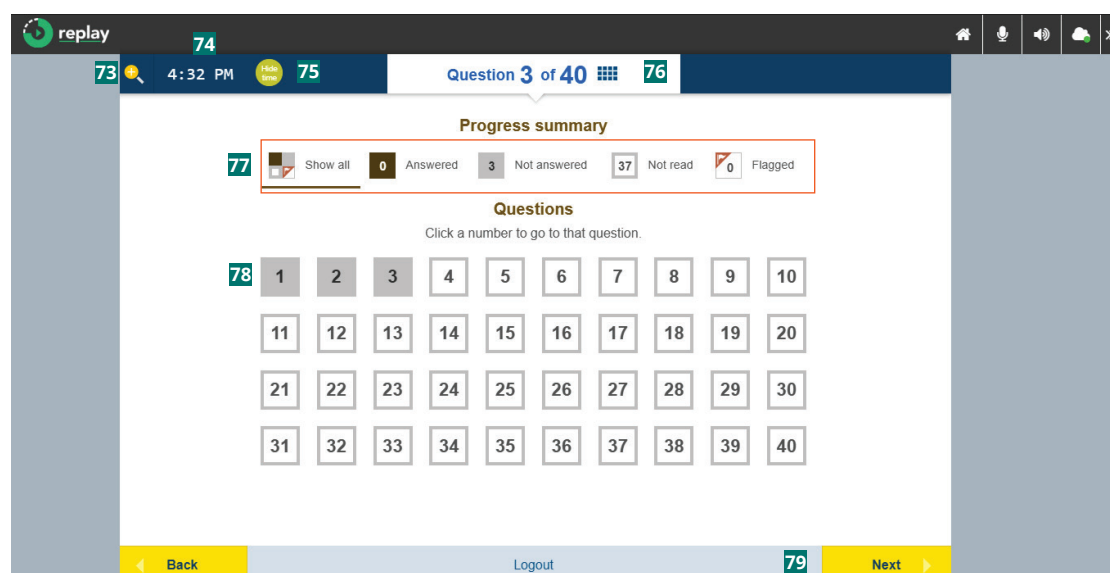 replay
74
73
4:32 PM
Hide time
75
Question 3 of 40
76
Progress summary
77
Show all
0 Answered
3 Not answered
37 Not read
0 Flagged
Questions
Click a number to go to that question.
78
1 2 3 4 5 6 7 8 9 10
11 12 13 14 15 16 17 18 19 20
21 22 23 24 25 26 27 28 29 30
31 32 33 34 35 36 37 38 39 40
Back
Logout
79
Next